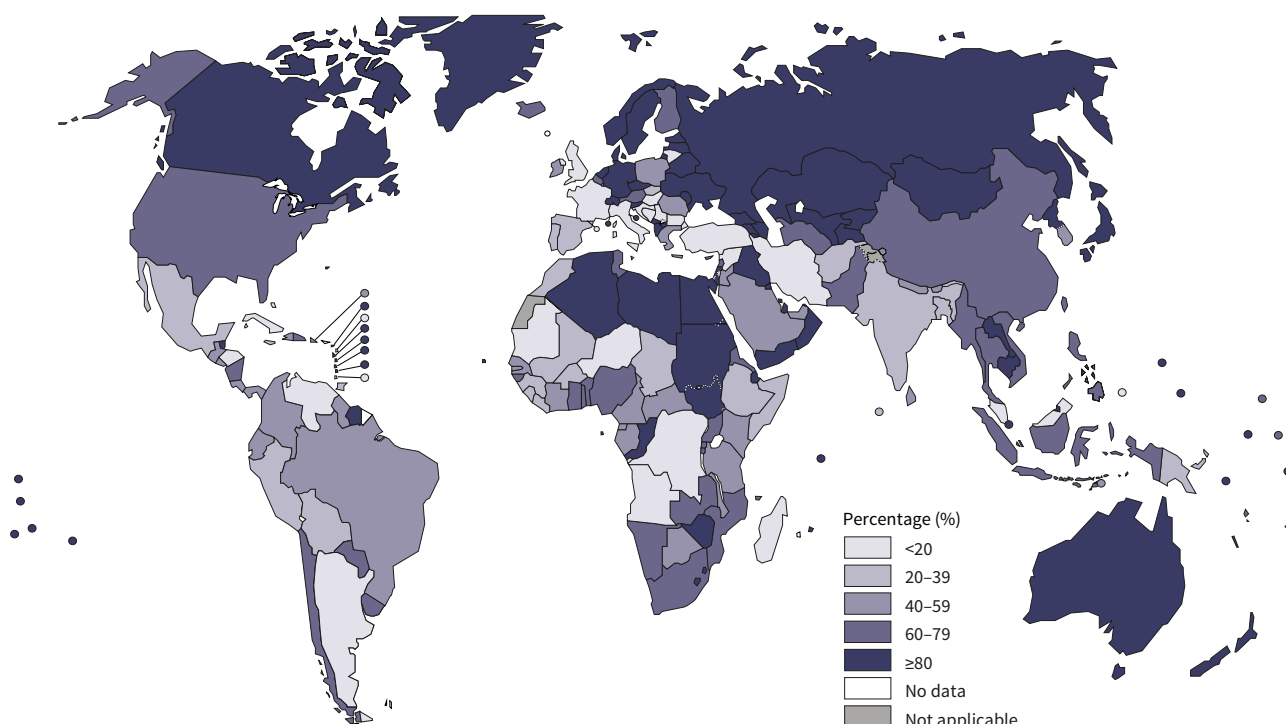 Percentage (%)
<20
20–39
40–59
60–79
≥80
No data
Not applicable